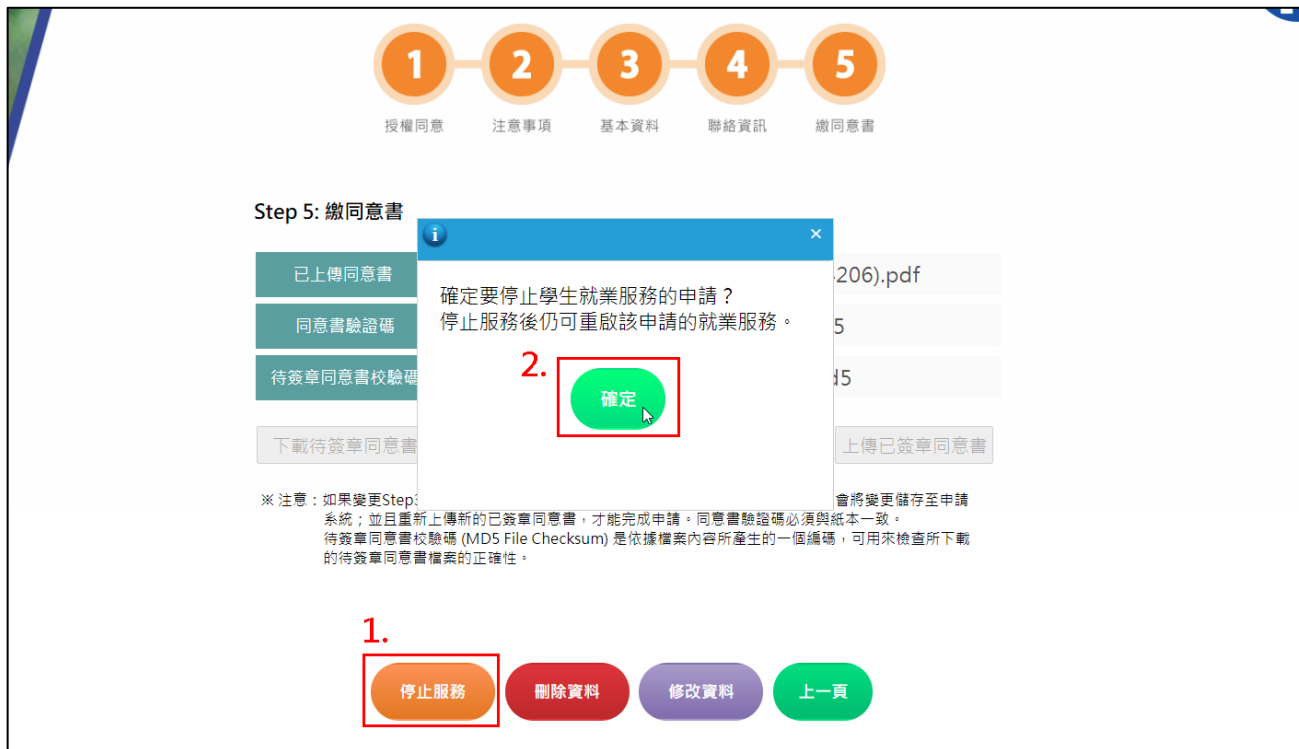 1
2
3
4
5
授權同意
注意事項
基本資料
聯絡資訊
繳同意書
Step 5: 繳同意書
已上傳同意書
206).pdf
確定要停止學生就業服務的申請？
停止服務後仍可重啟該申請的就業服務。
同意書驗證碼
5
2.
待簽章同意書校驗碼
d5
確定
下載待簽章同意書
上傳已簽章同意書
※ 注意：如果變更Step3
會將變更儲存至申請
系統；並且重新上傳新的已簽章同意書，才能完成申請。同意書驗證碼必須與紙本一致。
待簽章同意書校驗碼 (MD5 File Checksum) 是依據檔案內容所產生的一個編碼，可用來檢查所下載
的待簽章同意書檔案的正確性。
1.
停止服務
刪除資料
修改資料
上一頁